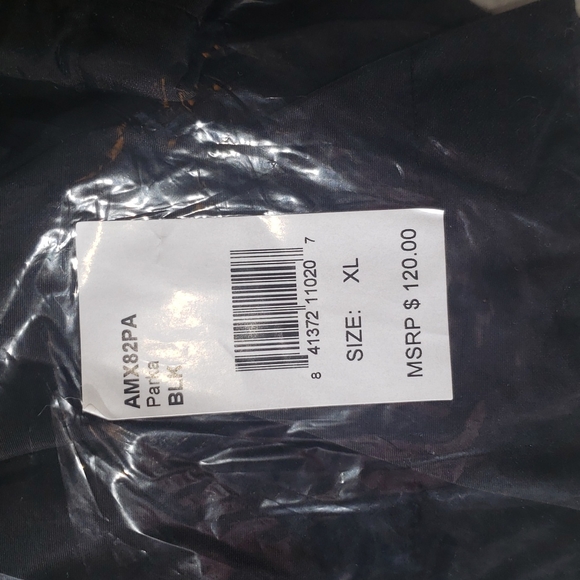 AMX82PA
Parka
BLK
8 41372 11020 7
SIZE: XL
MSRP $ 120.00